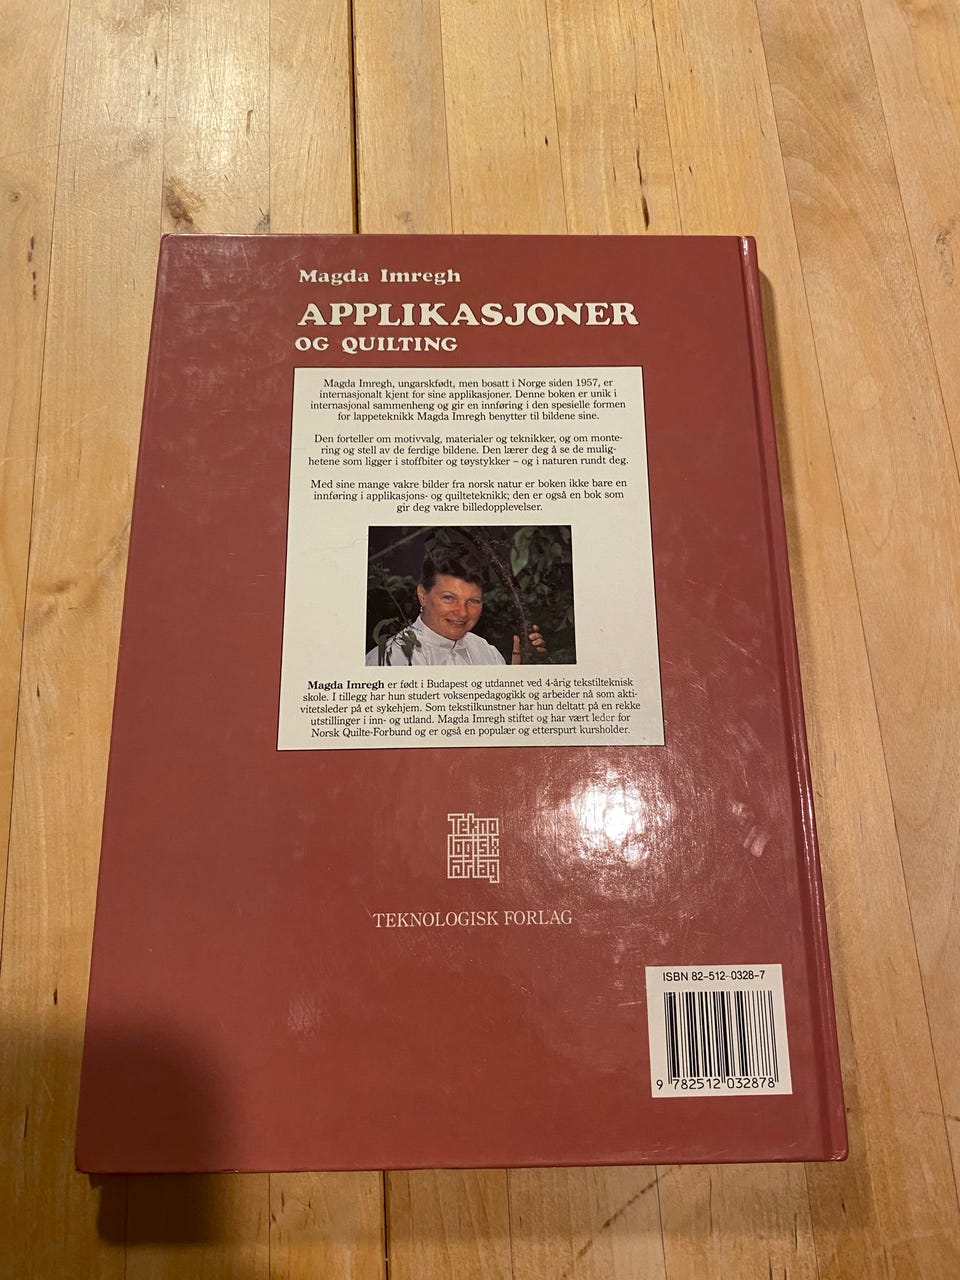 Magda Imregh
APPLIKASJONER
OG QUILTING
Magda Imregh, ungarskfødt, men bosatt i Norge siden 1957, er
internasjonalt kjent for sine applikasjoner. Denne boken er unik i
internasjonal sammenheng og gir en innføring i den spesielle formen
for lappeteknikk Magda Imregh benytter til bildene sine.
Den forteller om motivvalg, materialer og teknikker, og om monte-
ring og stell av de ferdige bildene. Den lærer deg å se de mulig-
hetene som ligger i stoffbiter og tøystykker – og i naturen rundt deg.
Med sine mange vakre bilder fra norsk natur er boken ikke bare en
innføring i applikasjons- og quilteteknikk; den er også en bok som
gir deg vakre billedopplevelser.
Magda Imregh er født i Budapest og utdannet ved 4-årig tekstilteknisk
skole. I tillegg har hun studert voksenpedagogikk og arbeider nå som akti-
vitetsleder på et sykehjem. Som tekstilkunstner har hun deltatt på en rekke
utstillinger i inn- og utland. Magda Imregh stiftet og har vært leder for
Norsk Quilte-Forbund og er også en populær og etterspurt kursholder.
Tekno
logisk
forlag
TEKNOLOGISK FORLAG
ISBN 82-512-0328-7
9 782512 032878